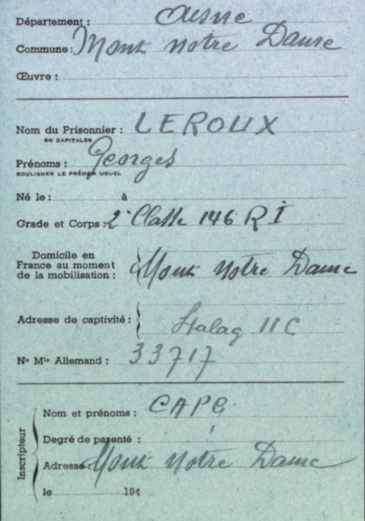 Département : Aisne
Commune : Mont Notre Dame
Œuvre :
Nom du Prisonnier : LEROUX
EN CAPITALES
Prénoms : Georges
SOULIGNER LE PRÉNOM USUEL
Né le : à
Grade et Corps : 2e Classe 146 RI
Domicile en
France au moment
de la mobilisation : Mont Notre Dame
Adresse de captivité : Stalag IIC
No Mle Allemand : 33717
Inscripteur
Nom et prénoms : CAPG
Degré de parenté :
Adresse : Mont Notre Dame
le 194